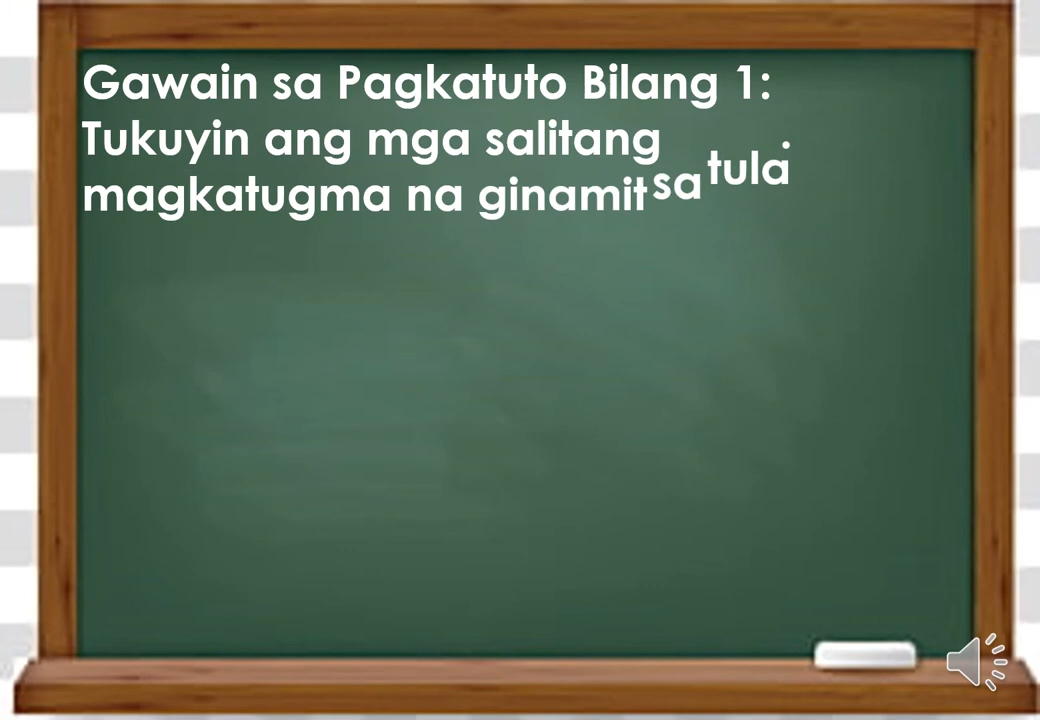 Gawain sa Pagkatuto Bilang 1:
Tukuyin ang mga salitang
magkatugma na ginamit sa tula.